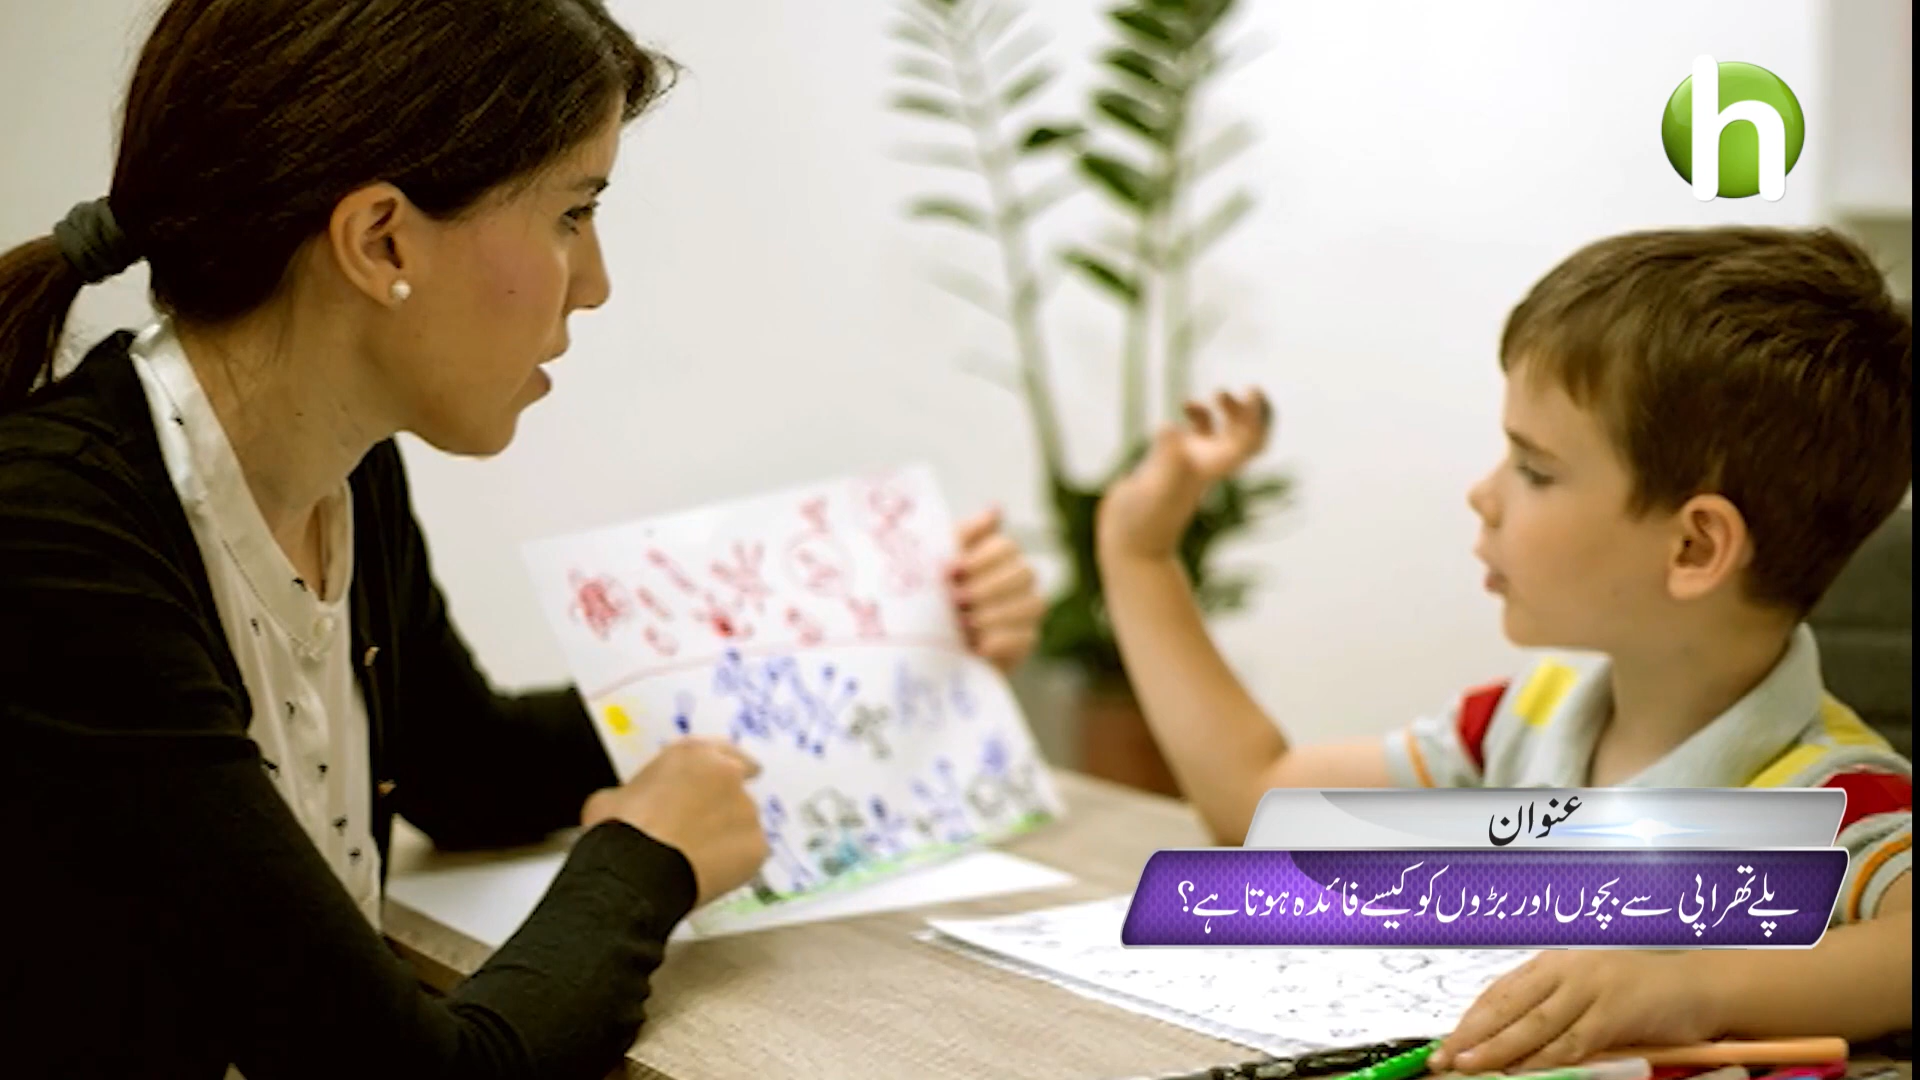 h
عنوان
پلے تھراپی سے بچوں اور بڑوں کو کیسے فائدہ ہوتا ہے؟